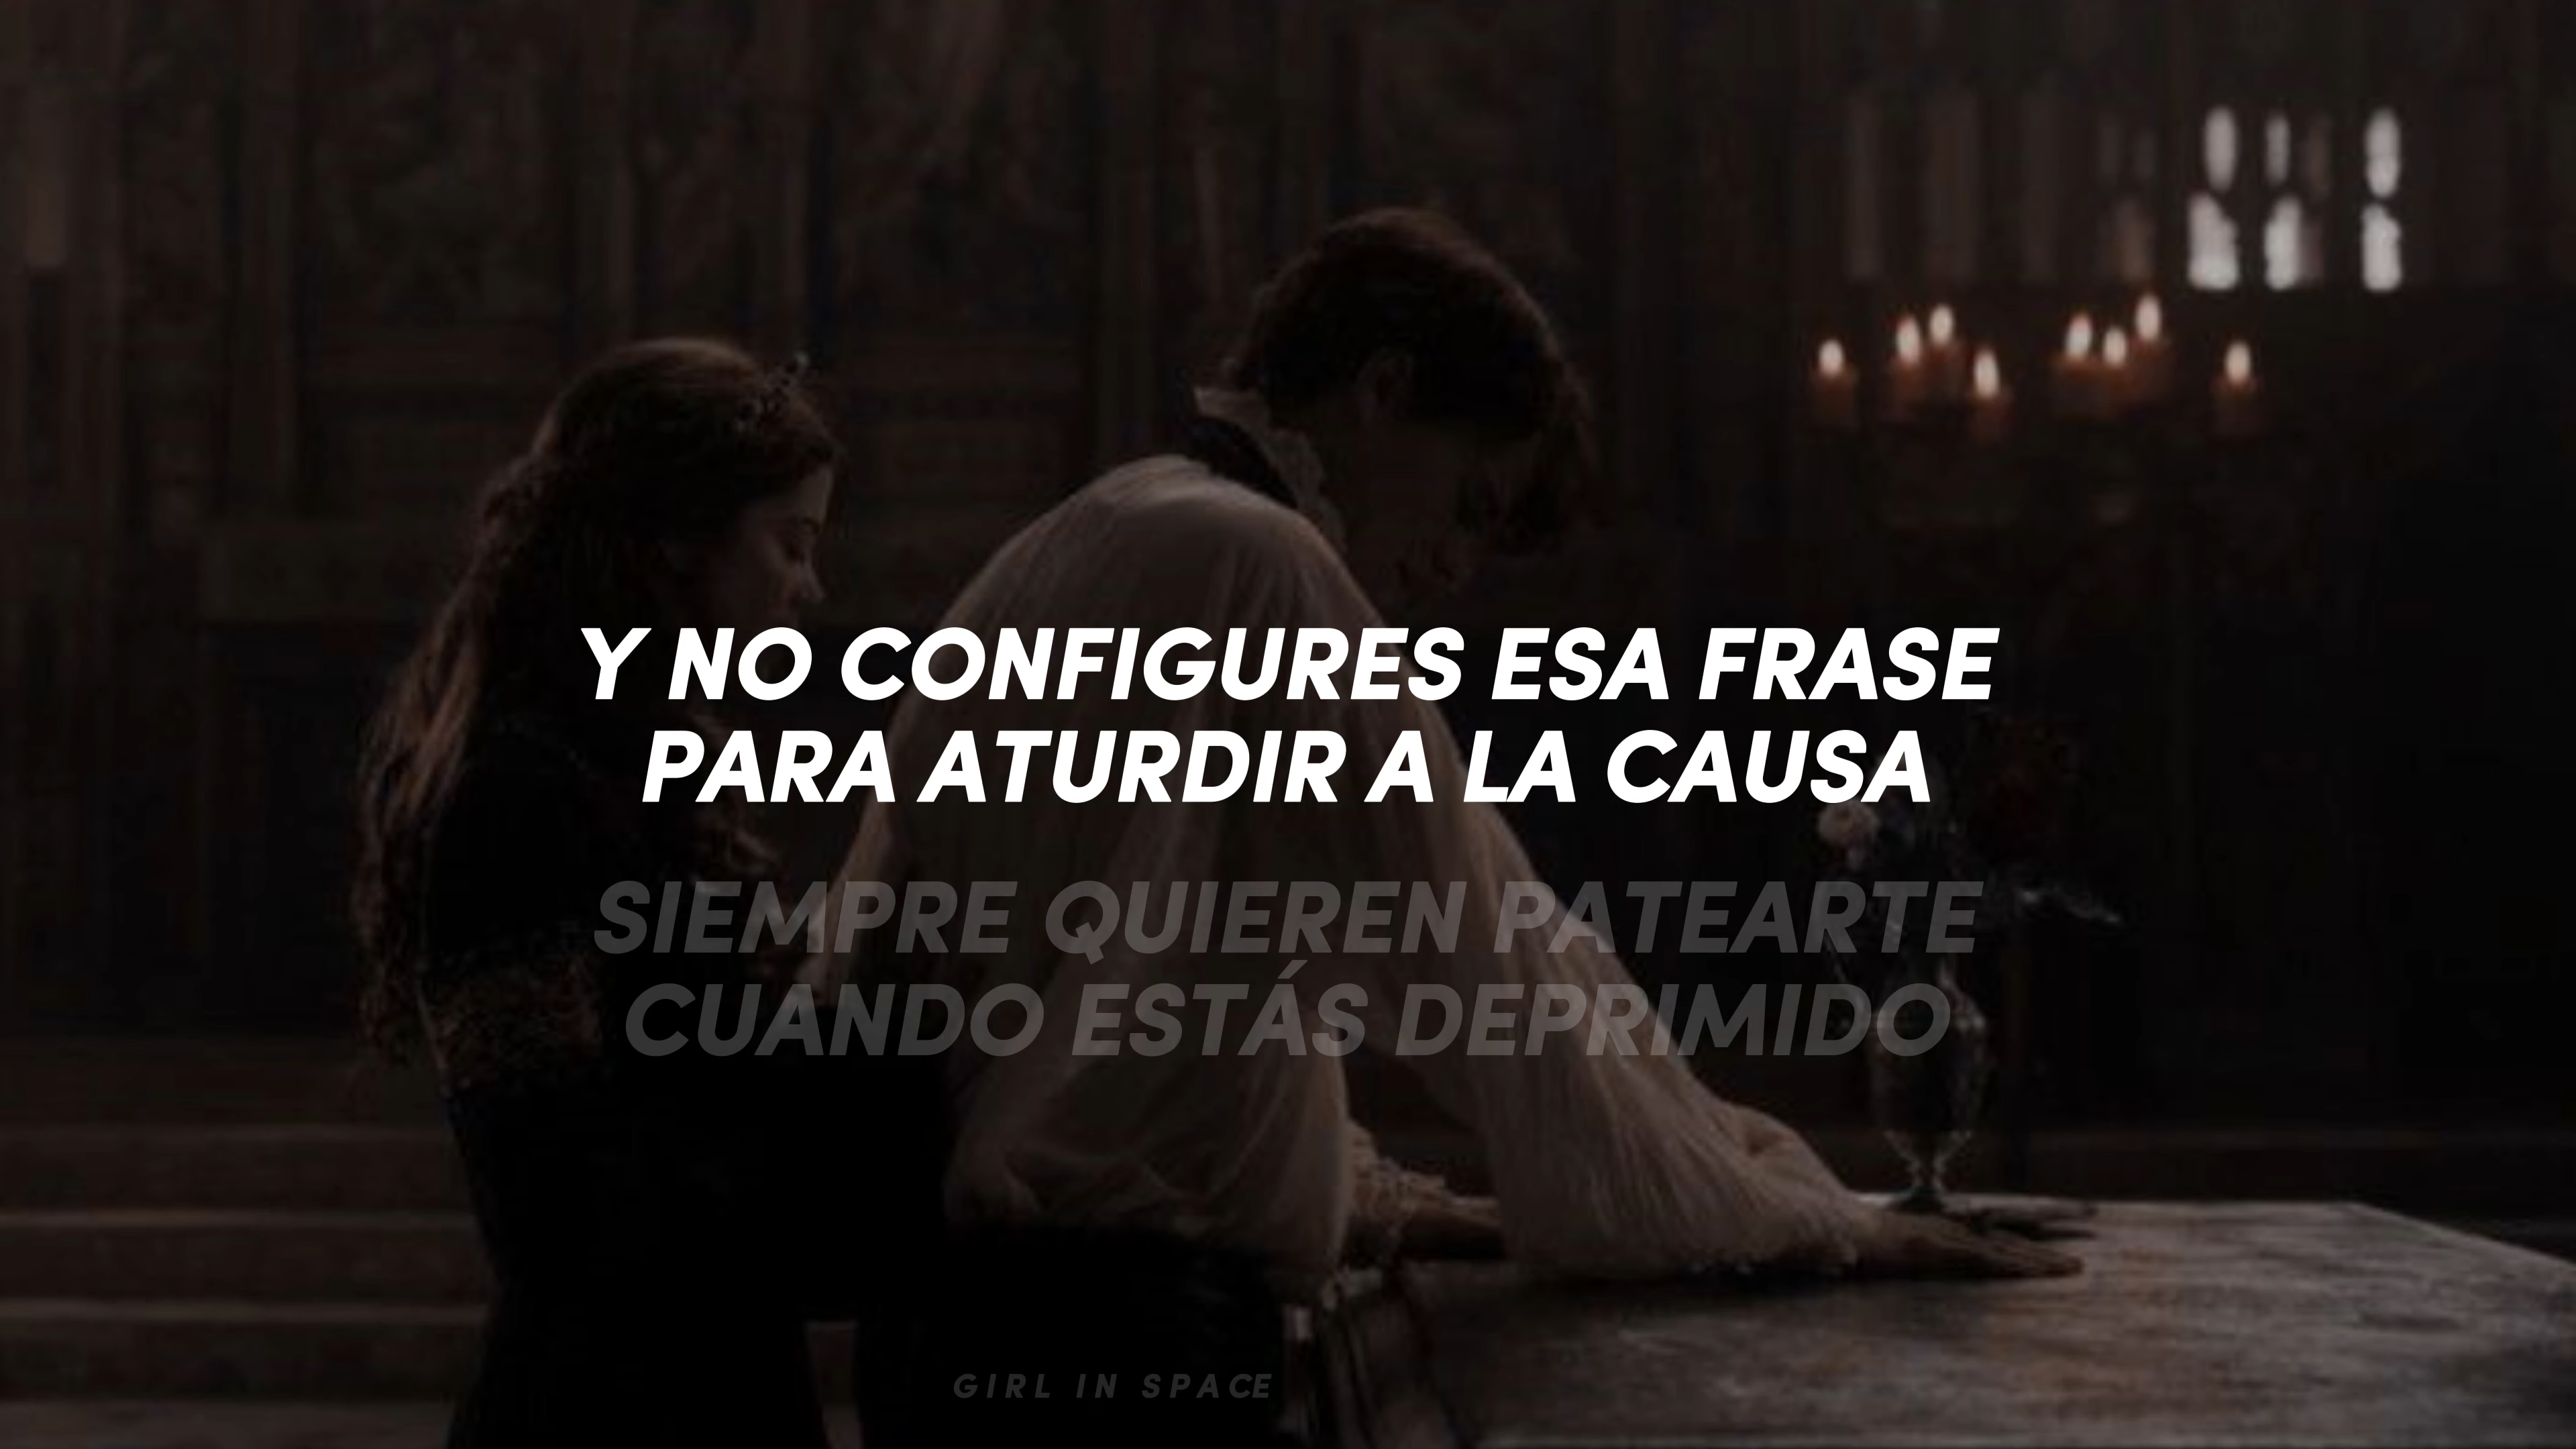 Y NO CONFIGURES ESA FRASE
PARA ATURDIR A LA CAUSA
SIEMPRE QUIEREN PATEARTE
CUANDO ESTÁS DEPRIMIDO
GIRL IN SPACE